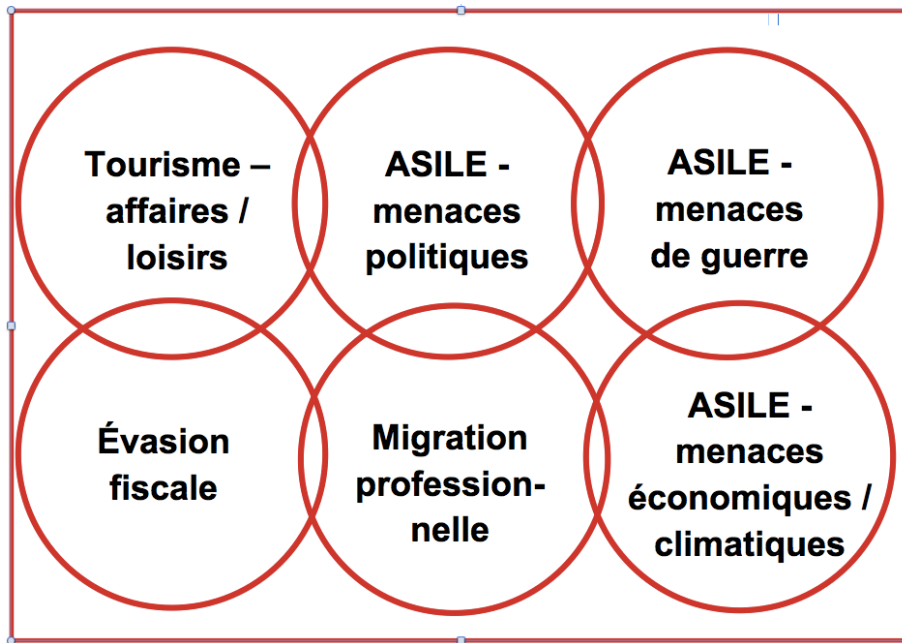 Tourisme –
affaires /
loisirs
ASILE -
menaces
politiques
ASILE -
menaces
de guerre
Évasion
fiscale
Migration
profession-
nelle
ASILE -
menaces
économiques /
climatiques